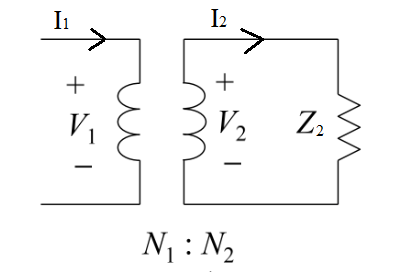 I₁ I₂
+ +
V₁ V₂ Z₂
− −
N₁ : N₂